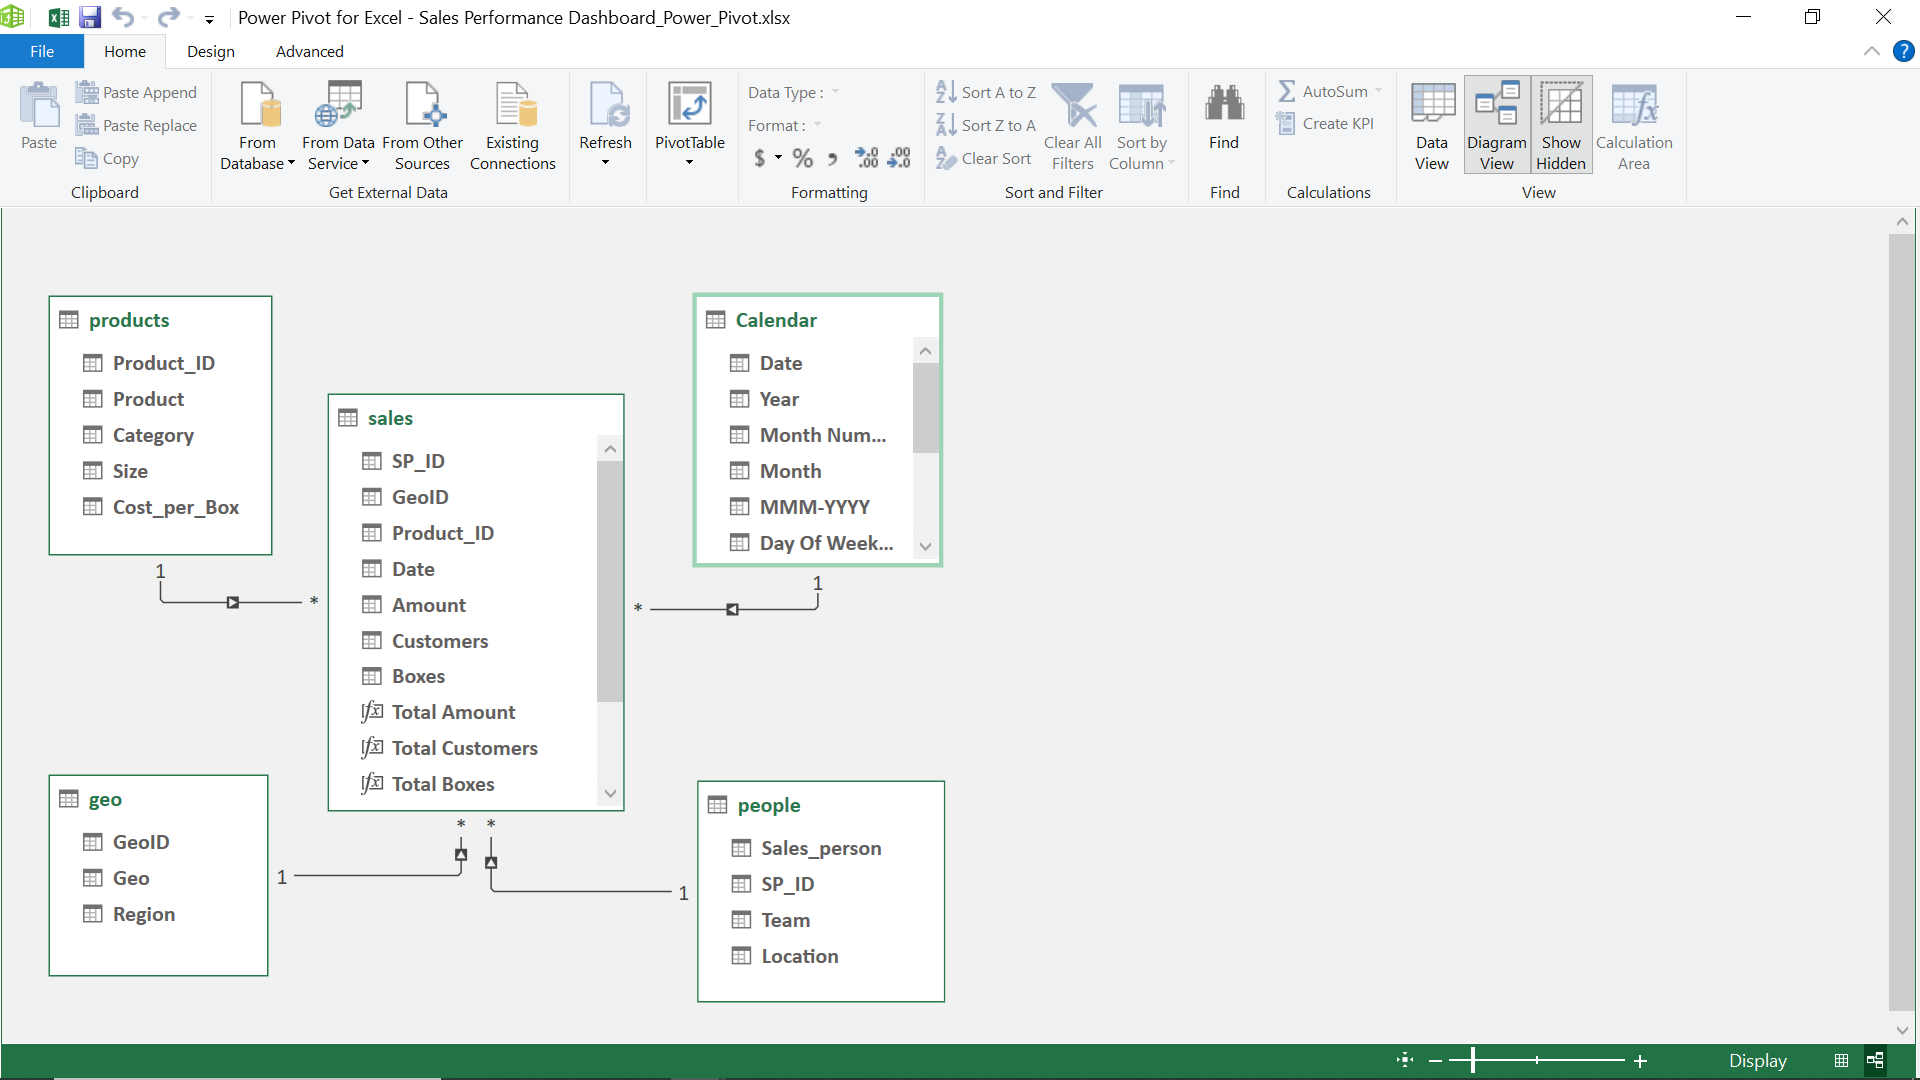 Power Pivot for Excel - Sales Performance Dashboard_Power_Pivot.xlsx
File Home Design Advanced
Paste
Paste Append
Paste Replace
Copy
Clipboard
From Database
From Data Service
From Other Sources
Existing Connections
Get External Data
Refresh
PivotTable
Data Type :
Format :
$ % , .0 .00 .00 .0
Formatting
Sort A to Z
Sort Z to A
Clear Sort
Clear All Filters
Sort by Column
Sort and Filter
Find
Find
AutoSum
Create KPI
Calculations
Data View
Diagram View
Show Hidden
Calculation Area
View
products
Product_ID
Product
Category
Size
Cost_per_Box
1
*
sales
SP_ID
GeoID
Product_ID
Date
Amount
Customers
Boxes
fx Total Amount
fx Total Customers
fx Total Boxes
Calendar
Date
Year
Month Num...
Month
MMM-YYYY
Day Of Week...
1
*
geo
GeoID
Geo
Region
1
* *
people
Sales_person
SP_ID
Team
Location
1
Display